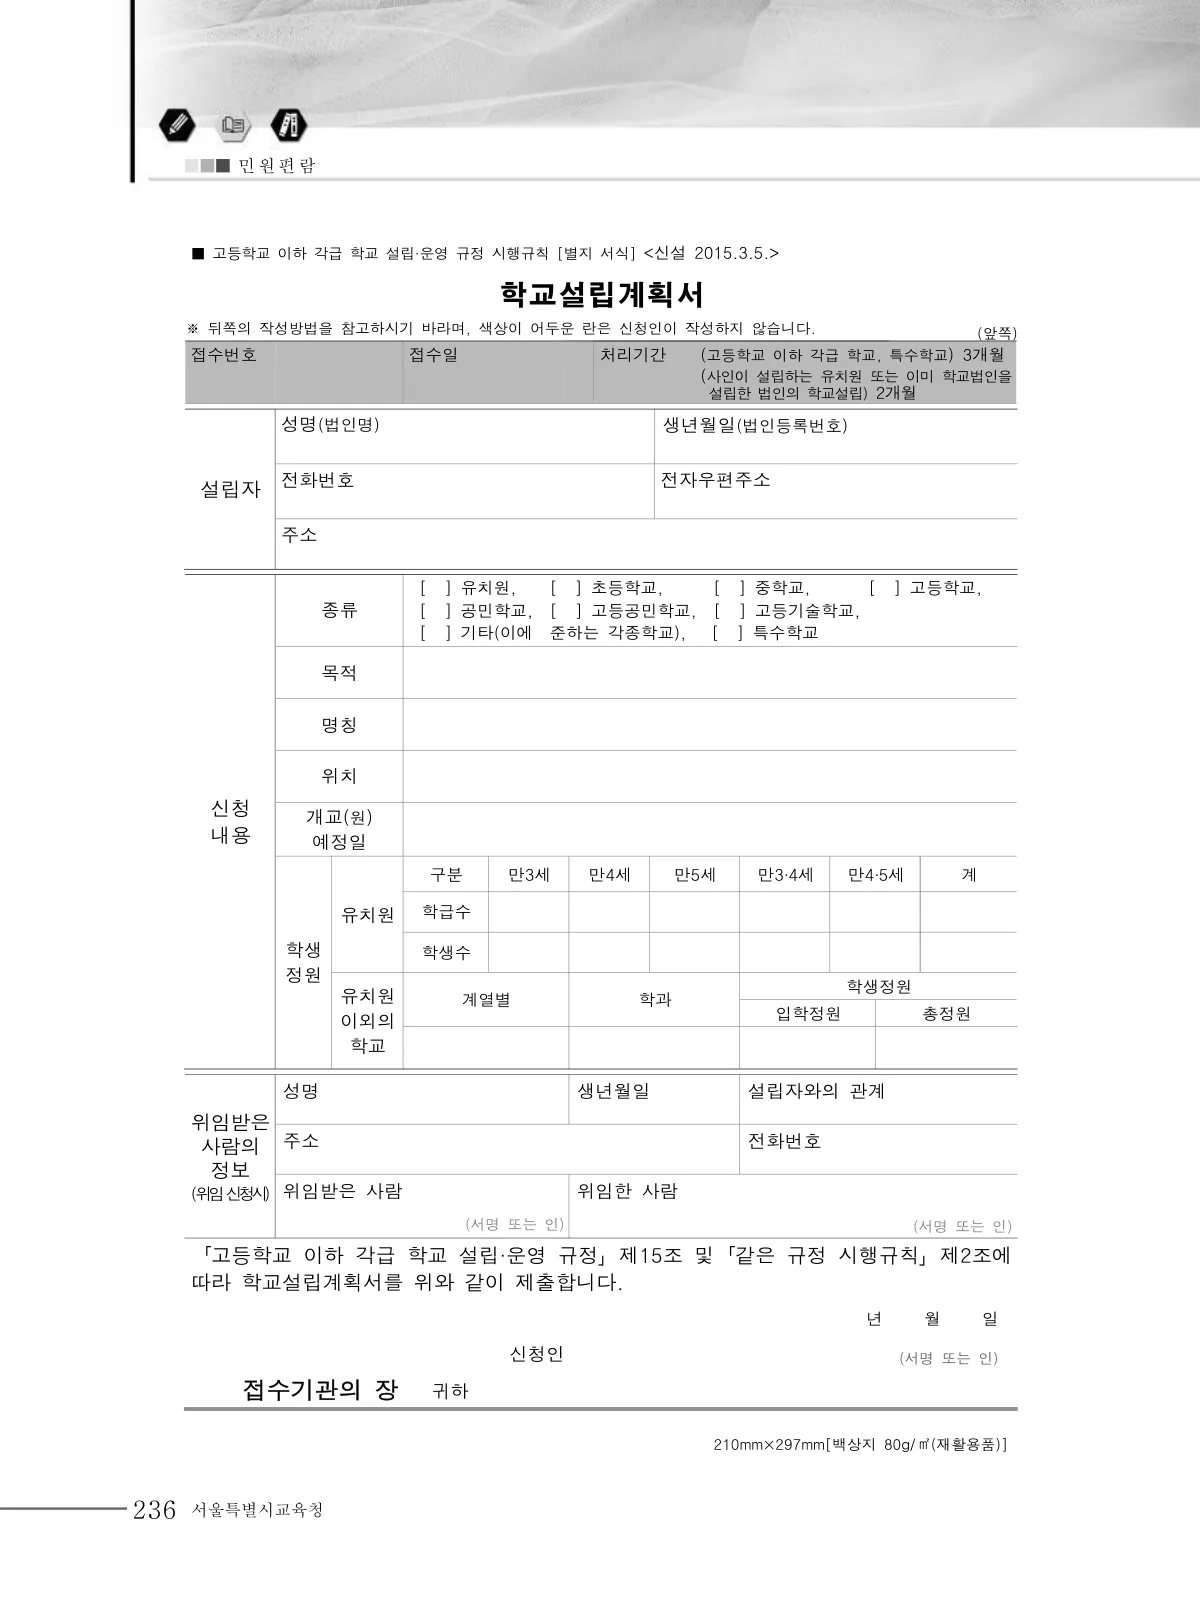 민원편람
■ 고등학교 이하 각급 학교 설립·운영 규정 시행규칙 [별지 서식] <신설 2015.3.5.>
학교설립계획서
※ 뒤쪽의 작성방법을 참고하시기 바라며, 색상이 어두운 란은 신청인이 작성하지 않습니다.
(앞쪽)
접수번호 접수일 처리기간 (고등학교 이하 각급 학교, 특수학교) 3개월
(사인이 설립하는 유치원 또는 이미 학교법인을
설립한 법인의 학교설립) 2개월
설립자
성명(법인명) 생년월일(법인등록번호)
전화번호 전자우편주소
주소
신청
내용
종류
[ ] 유치원, [ ] 초등학교, [ ] 중학교, [ ] 고등학교,
[ ] 공민학교, [ ] 고등공민학교, [ ] 고등기술학교,
[ ] 기타(이에 준하는 각종학교), [ ] 특수학교
목적
명칭
위치
개교(원)
예정일
학생
정원
유치원
구분 만3세 만4세 만5세 만3·4세 만4·5세 계
학급수
학생수
유치원
이외의
학교
계열별 학과 학생정원
입학정원 총정원
위임받은
사람의
정보
(위임 신청시)
성명 생년월일 설립자와의 관계
주소 전화번호
위임받은 사람 위임한 사람
(서명 또는 인) (서명 또는 인)
「고등학교 이하 각급 학교 설립·운영 규정」 제15조 및 「같은 규정 시행규칙」 제2조에
따라 학교설립계획서를 위와 같이 제출합니다.
년 월 일
신청인 (서명 또는 인)
접수기관의 장 귀하
210mm×297mm[백상지 80g/㎡(재활용품)]
236 서울특별시교육청